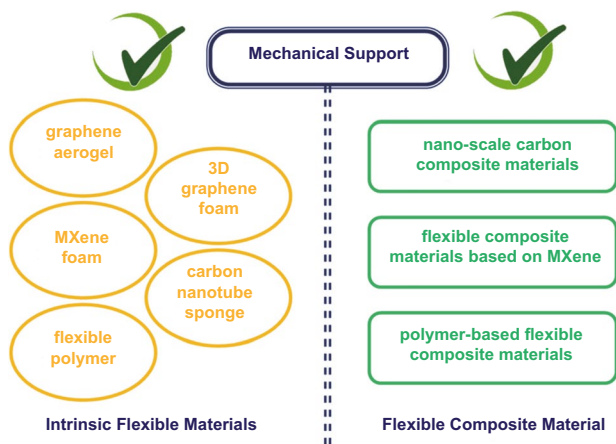 Mechanical Support
graphene
aerogel
3D
graphene
foam
MXene
foam
carbon
nanotube
sponge
flexible
polymer
Intrinsic Flexible Materials
nano-scale carbon
composite materials
flexible composite
materials based on MXene
polymer-based flexible
composite materials
Flexible Composite Material